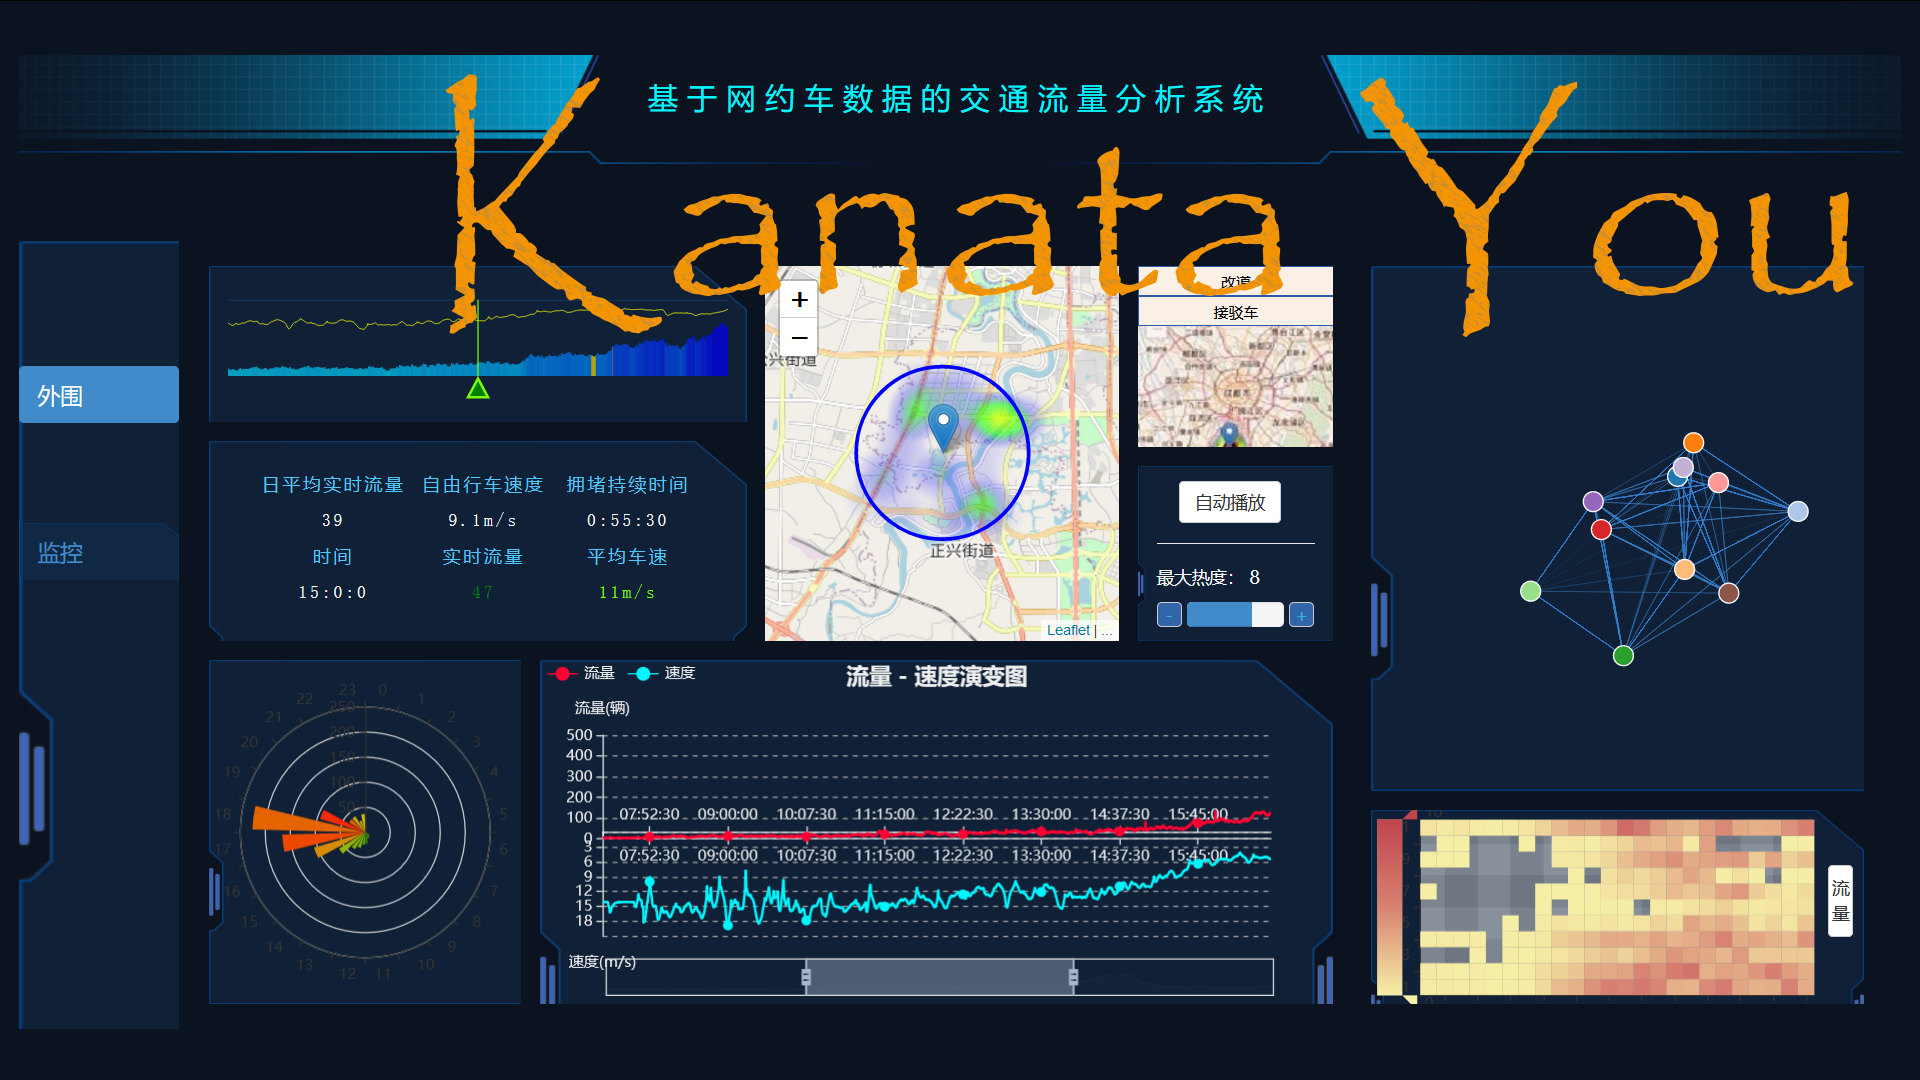 基于网约车数据的交通流量分析系统
Kanata You
外围
监控
日平均实时流量 自由行车速度 拥堵持续时间
39 9.1m/s 0:55:30
时间 实时流量 平均车速
15:0:0 47 11m/s
+
−
兴街道
正兴街道
Leaflet | ...
改道
接驳车
成都市
自动播放
最大热度: 8
- +
23 0 1 2 3 4 5 6 7 8 9 10 11 12 13 14 15 16 17 18 19 20 21 22
250
200
150
100
50
流量 速度
流量 - 速度演变图
流量(辆)
500
400
300
200
100
0
07:52:30 09:00:00 10:07:30 11:15:00 12:22:30 13:30:00 14:37:30 15:45:00
07:52:30 09:00:00 10:07:30 11:15:00 12:22:30 13:30:00 14:37:30 15:45:00
3
6
9
12
15
18
速度(m/s)
10
9
7
5
3
0
流量